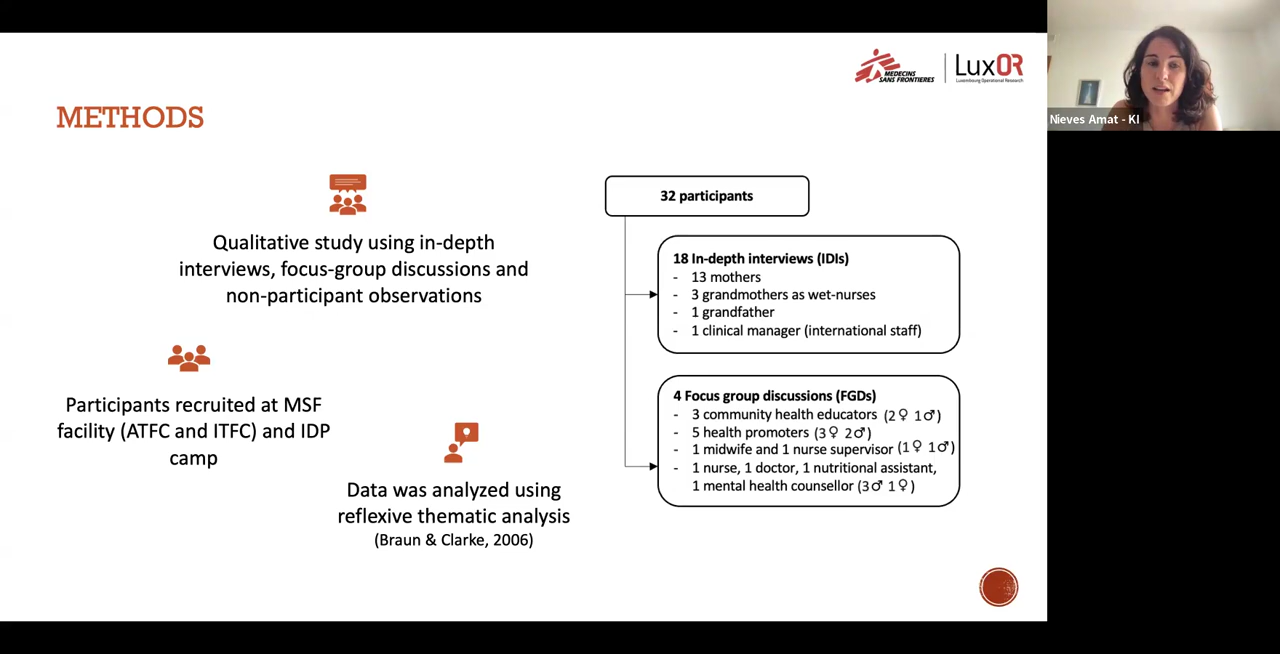 MEDECINS
SANS FRONTIERES
LuxOR
Luxembourg Operational Research
Nieves Amat - KI
METHODS
Qualitative study using in-depth
interviews, focus-group discussions and
non-participant observations
Participants recruited at MSF
facility (ATFC and ITFC) and IDP
camp
Data was analyzed using
reflexive thematic analysis
(Braun & Clarke, 2006)
32 participants
18 In-depth interviews (IDIs)
- 13 mothers
- 3 grandmothers as wet-nurses
- 1 grandfather
- 1 clinical manager (international staff)
4 Focus group discussions (FGDs)
- 3 community health educators (2♀ 1♂)
- 5 health promoters (3♀ 2♂)
- 1 midwife and 1 nurse supervisor (1♀ 1♂)
- 1 nurse, 1 doctor, 1 nutritional assistant,
1 mental health counsellor (3♂ 1♀)